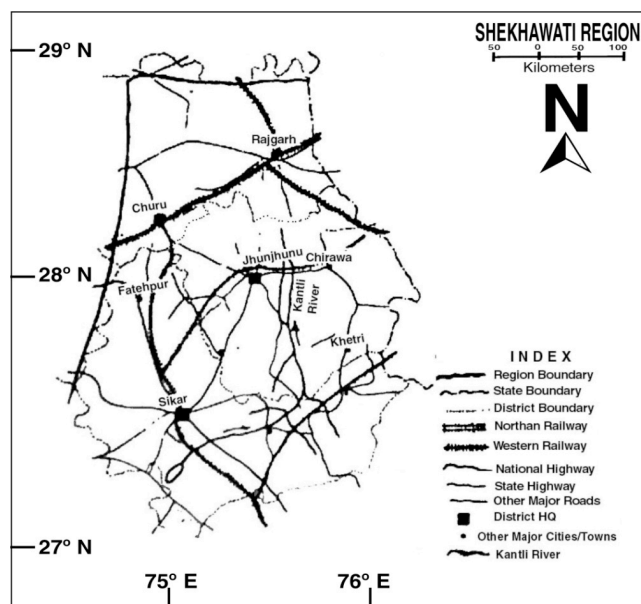 SHEKHAWATI REGION
50 0 50 100
Kilometers
N
29° N
28° N
27° N
75° E
76° E
Rajgarh
Churu
Jhunjhunu
Chirawa
Fatehpur
Kantli
River
Khetri
Sikar
INDEX
Region Boundary
State Boundary
District Boundary
Northan Railway
Western Railway
National Highway
State Highway
Other Major Roads
District HQ
Other Major Cities/Towns
Kantli River